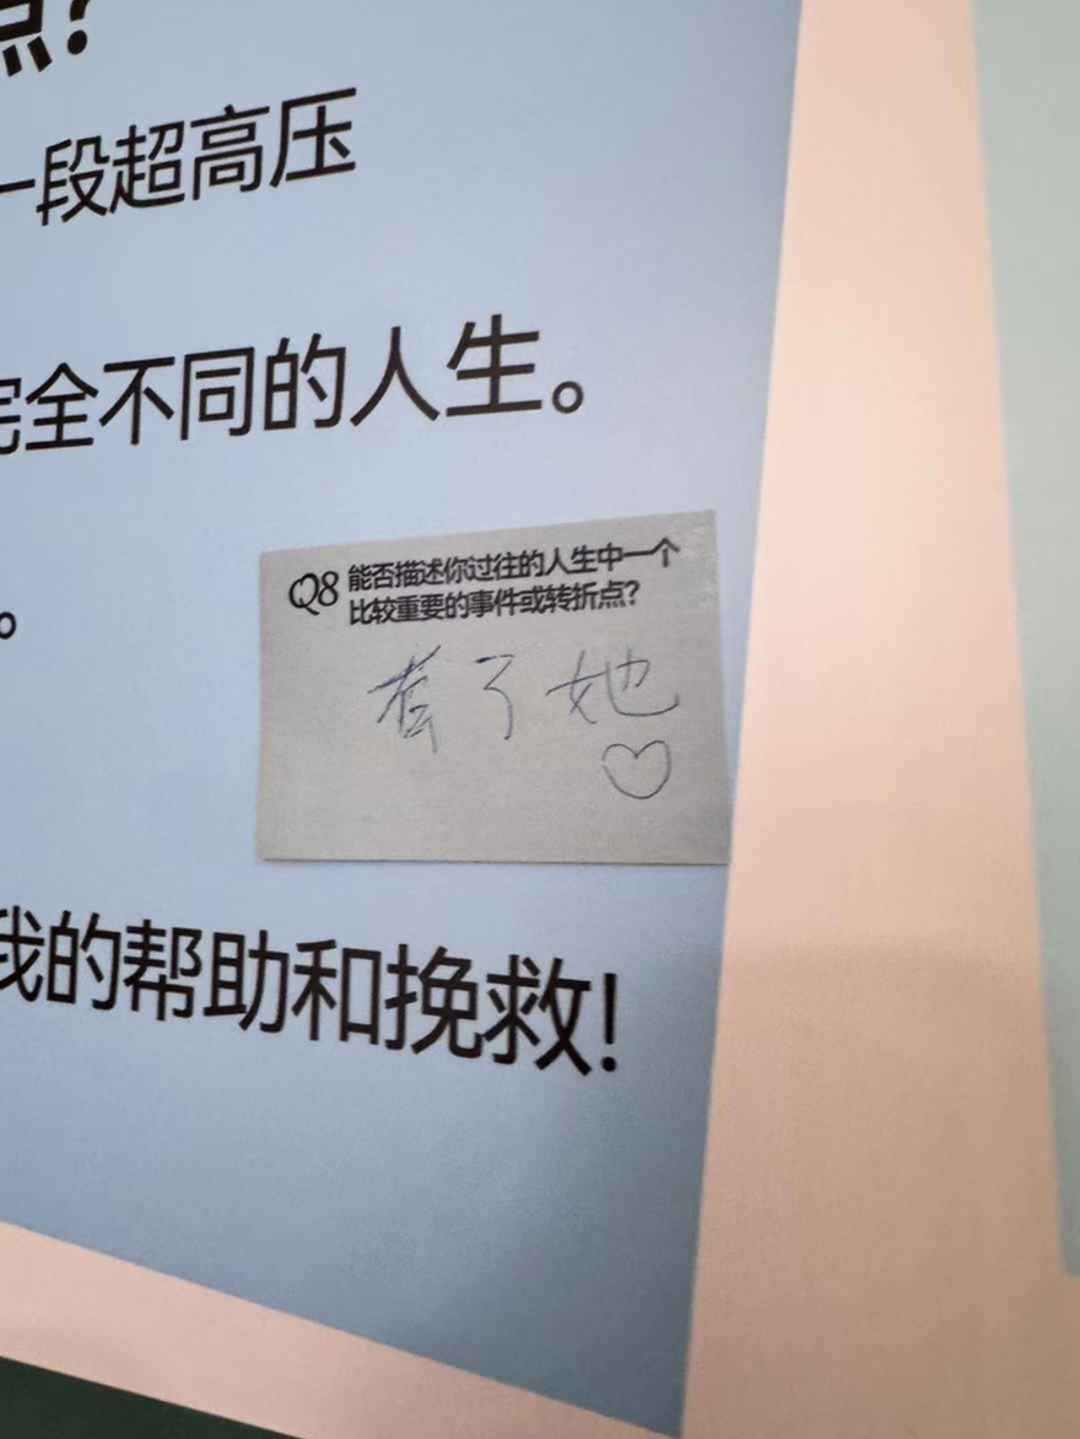 点?
一段超高压
完全不同的人生。
Q8 能否描述你过往的人生中一个
比较重要的事件或转折点?
了她
♡
。
我的帮助和挽救!